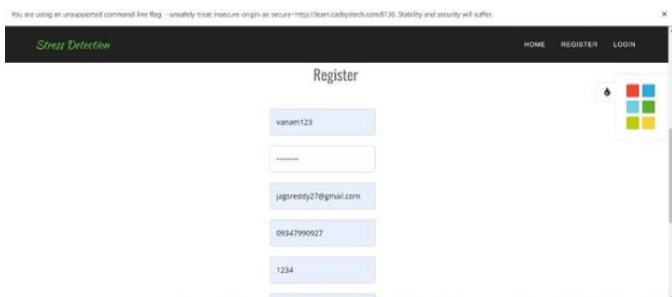 You are using an unsupported command-line flag: --unsafely-treat-insecure-origin-as-secure=http://learn.cadsystech.com:8130. Stability and security will suffer.
Stress Detection
HOME REGISTER LOGIN
Register
vanam123
········
jagsreddy27@gmail.com
09347990927
1234